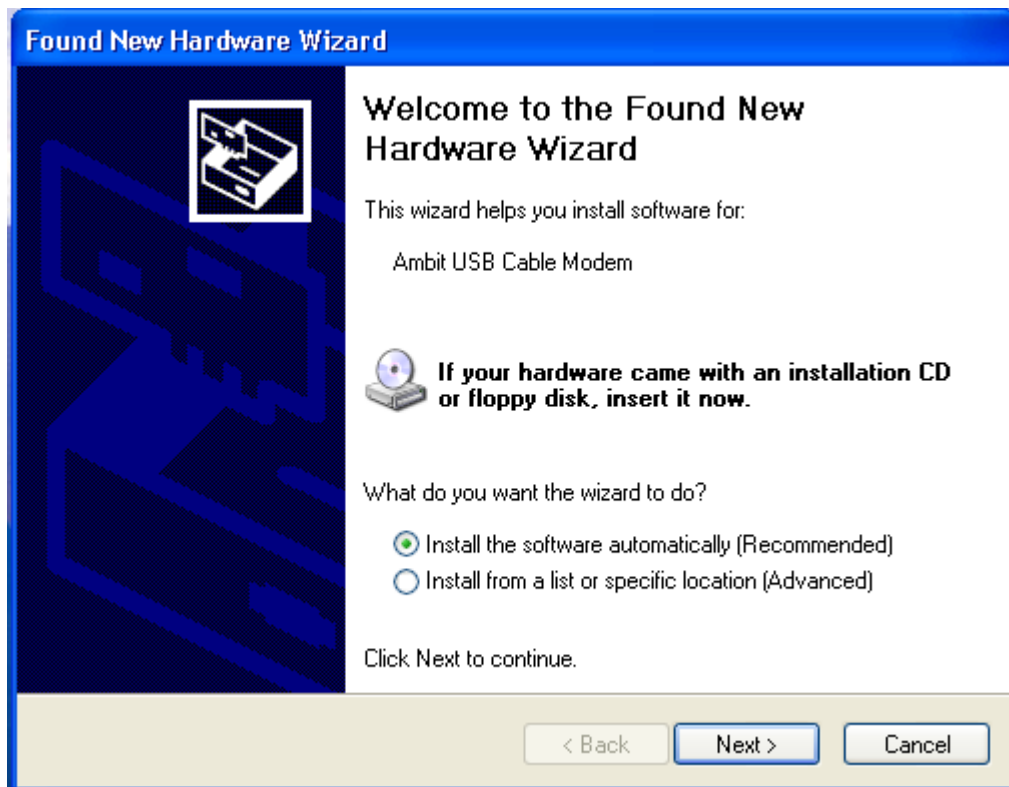 Found New Hardware Wizard
Welcome to the Found New
Hardware Wizard
This wizard helps you install software for:
Ambit USB Cable Modem
If your hardware came with an installation CD
or floppy disk, insert it now.
What do you want the wizard to do?
Install the software automatically (Recommended)
Install from a list or specific location (Advanced)
Click Next to continue.
< Back Next > Cancel